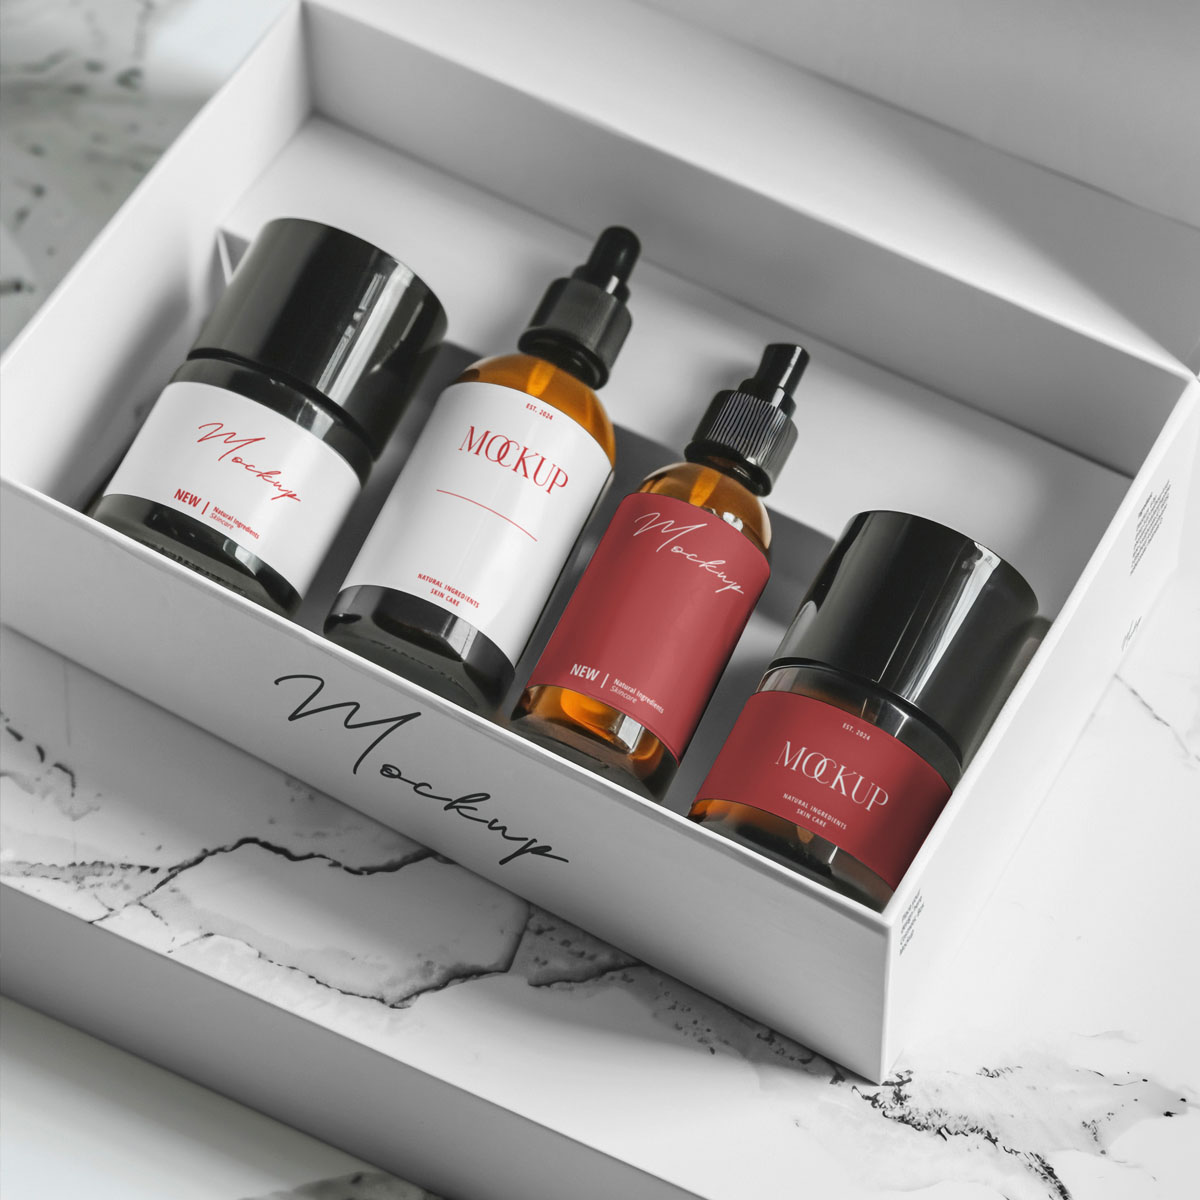 Mockup
NEW | Natural Ingredients
Skincare
EST. 2024
MOCKUP
NATURAL INGREDIENTS
SKIN CARE
Mockup
NEW | Natural Ingredients
Skincare
EST. 2024
MOCKUP
NATURAL INGREDIENTS
SKIN CARE
Mockup